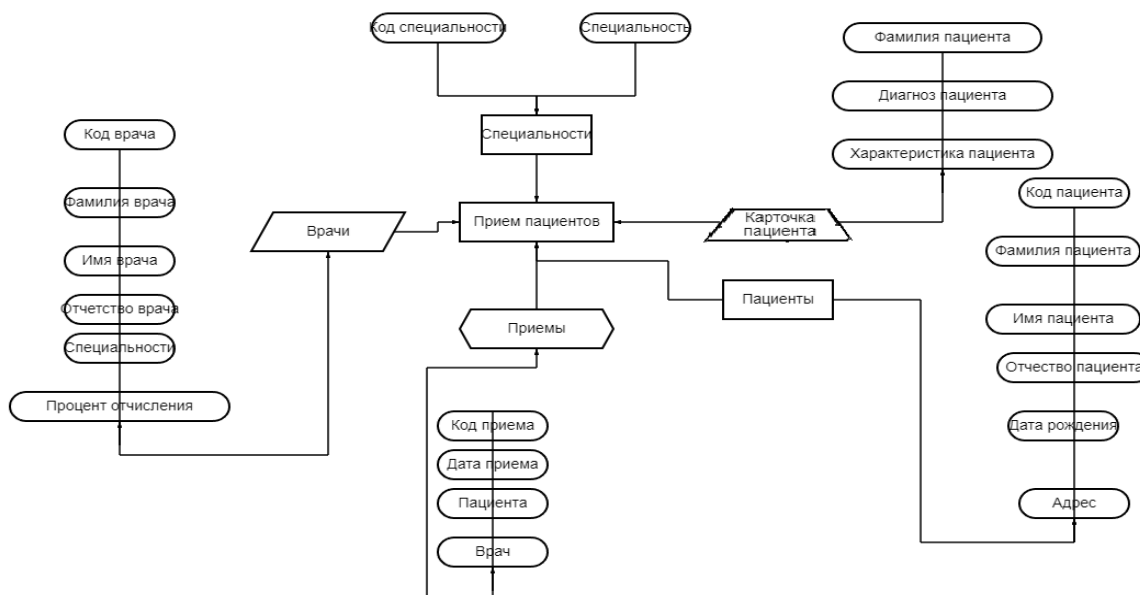 Код специальности
Специальность
Фамилия пациента
Диагноз пациента
Код врача
Специальности
Характеристика пациента
Код пациента
Фамилия врача
Врачи
Прием пациентов
Карточка
пациента
Фамилия пациента
Имя врача
Отчетство врача
Пациенты
Имя пациента
Приемы
Специальности
Отчество пациента
Процент отчисления
Код приема
Дата рождения
Дата приема
Пациента
Адрес
Врач